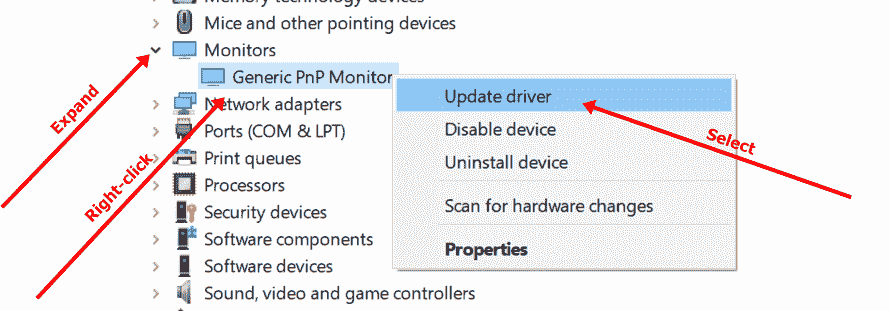 Memory technology devices
Mice and other pointing devices
Monitors
Generic PnP Monitor
Network adapters
Ports (COM & LPT)
Print queues
Processors
Security devices
Software components
Software devices
Sound, video and game controllers
Update driver
Disable device
Uninstall device
Scan for hardware changes
Properties
Expand
Right-click
Select